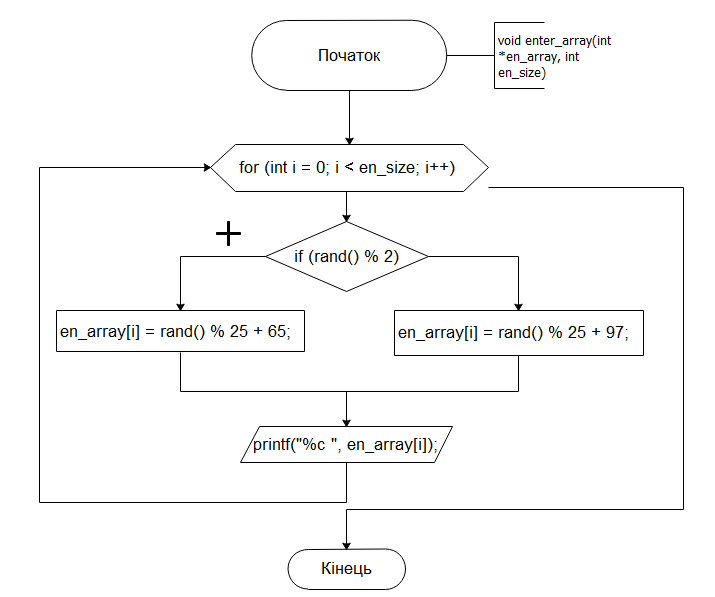 Початок
void enter_array(int
*en_array, int
en_size)
for (int i = 0; i < en_size; i++)
+
if (rand() % 2)
en_array[i] = rand() % 25 + 65;
en_array[i] = rand() % 25 + 97;
printf("%c ", en_array[i]);
Кінець